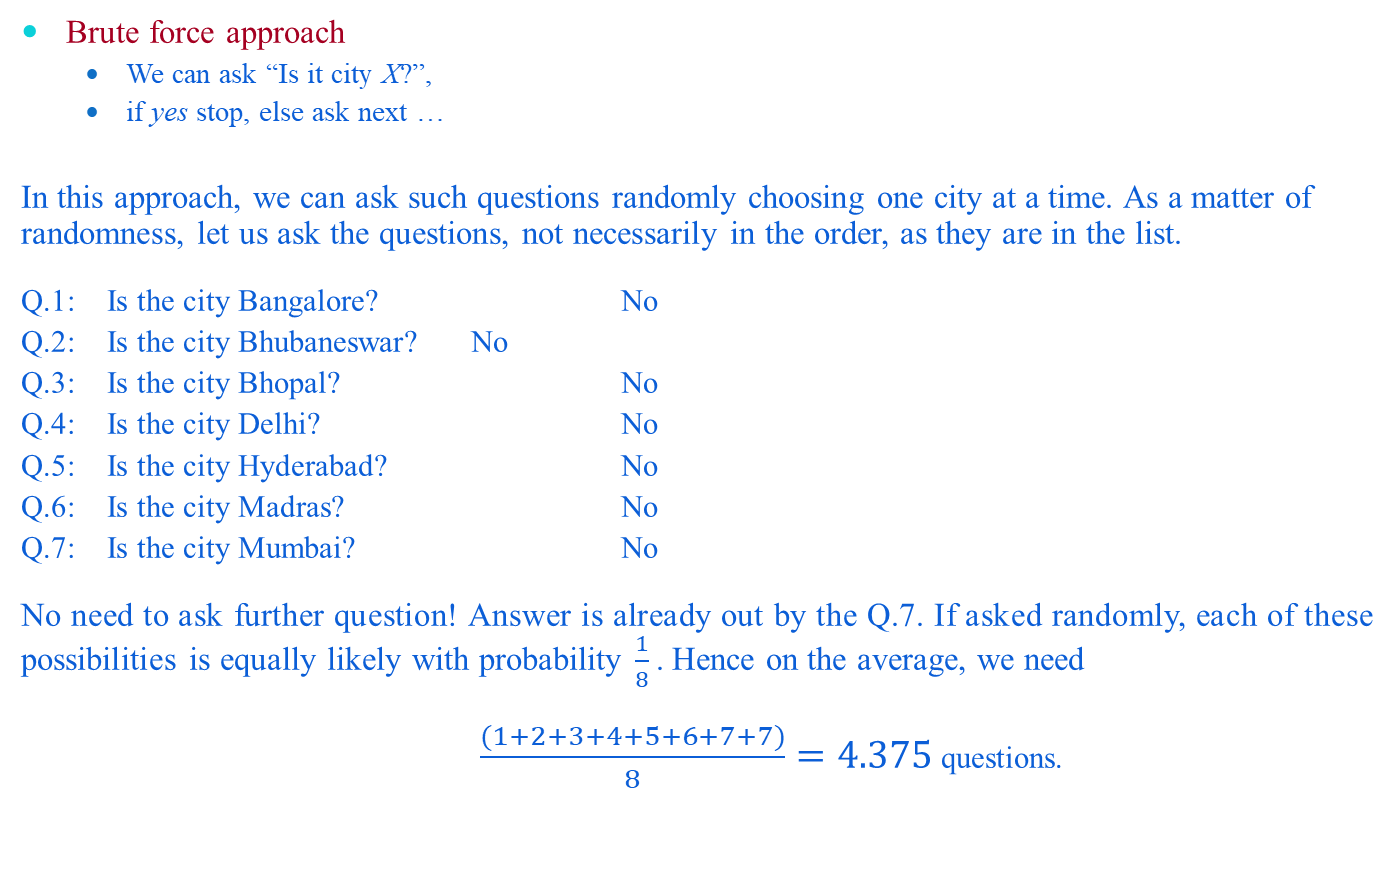 • Brute force approach
• We can ask “Is it city X?”,
• if yes stop, else ask next …
In this approach, we can ask such questions randomly choosing one city at a time. As a matter of
randomness, let us ask the questions, not necessarily in the order, as they are in the list.
Q.1: Is the city Bangalore? No
Q.2: Is the city Bhubaneswar? No
Q.3: Is the city Bhopal? No
Q.4: Is the city Delhi? No
Q.5: Is the city Hyderabad? No
Q.6: Is the city Madras? No
Q.7: Is the city Mumbai? No
No need to ask further question! Answer is already out by the Q.7. If asked randomly, each of these
possibilities is equally likely with probability 1/8. Hence on the average, we need
(1+2+3+4+5+6+7+7)/8 = 4.375 questions.